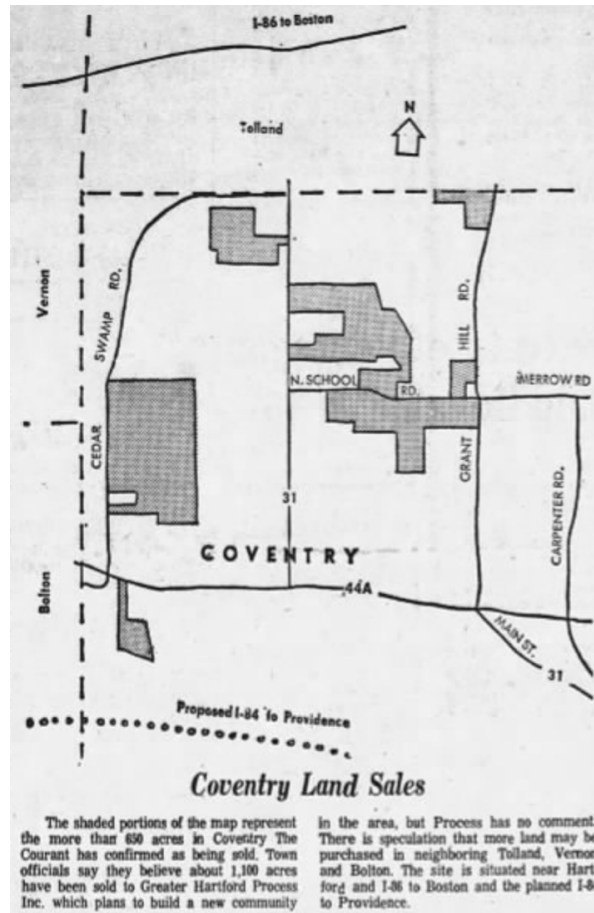 I-86 to Boston
N
Tolland
Vernon
SWAMP RD.
HILL RD.
N. SCHOOL RD.
MERROW RD
CEDAR
GRANT
CARPENTER RD.
31
COVENTRY
44A
Bolton
MAIN ST.
31
Proposed I-84 to Providence
Coventry Land Sales
The shaded portions of the map represent
the more than 650 acres in Coventry The
Courant has confirmed as being sold. Town
officials say they believe about 1,100 acres
have been sold to Greater Hartford Process
Inc. which plans to build a new community
in the area, but Process has no comment.
There is speculation that more land may be
purchased in neighboring Tolland, Vernon
and Bolton. The site is situated near Hart
ford and I-86 to Boston and the planned I-8
to Providence.